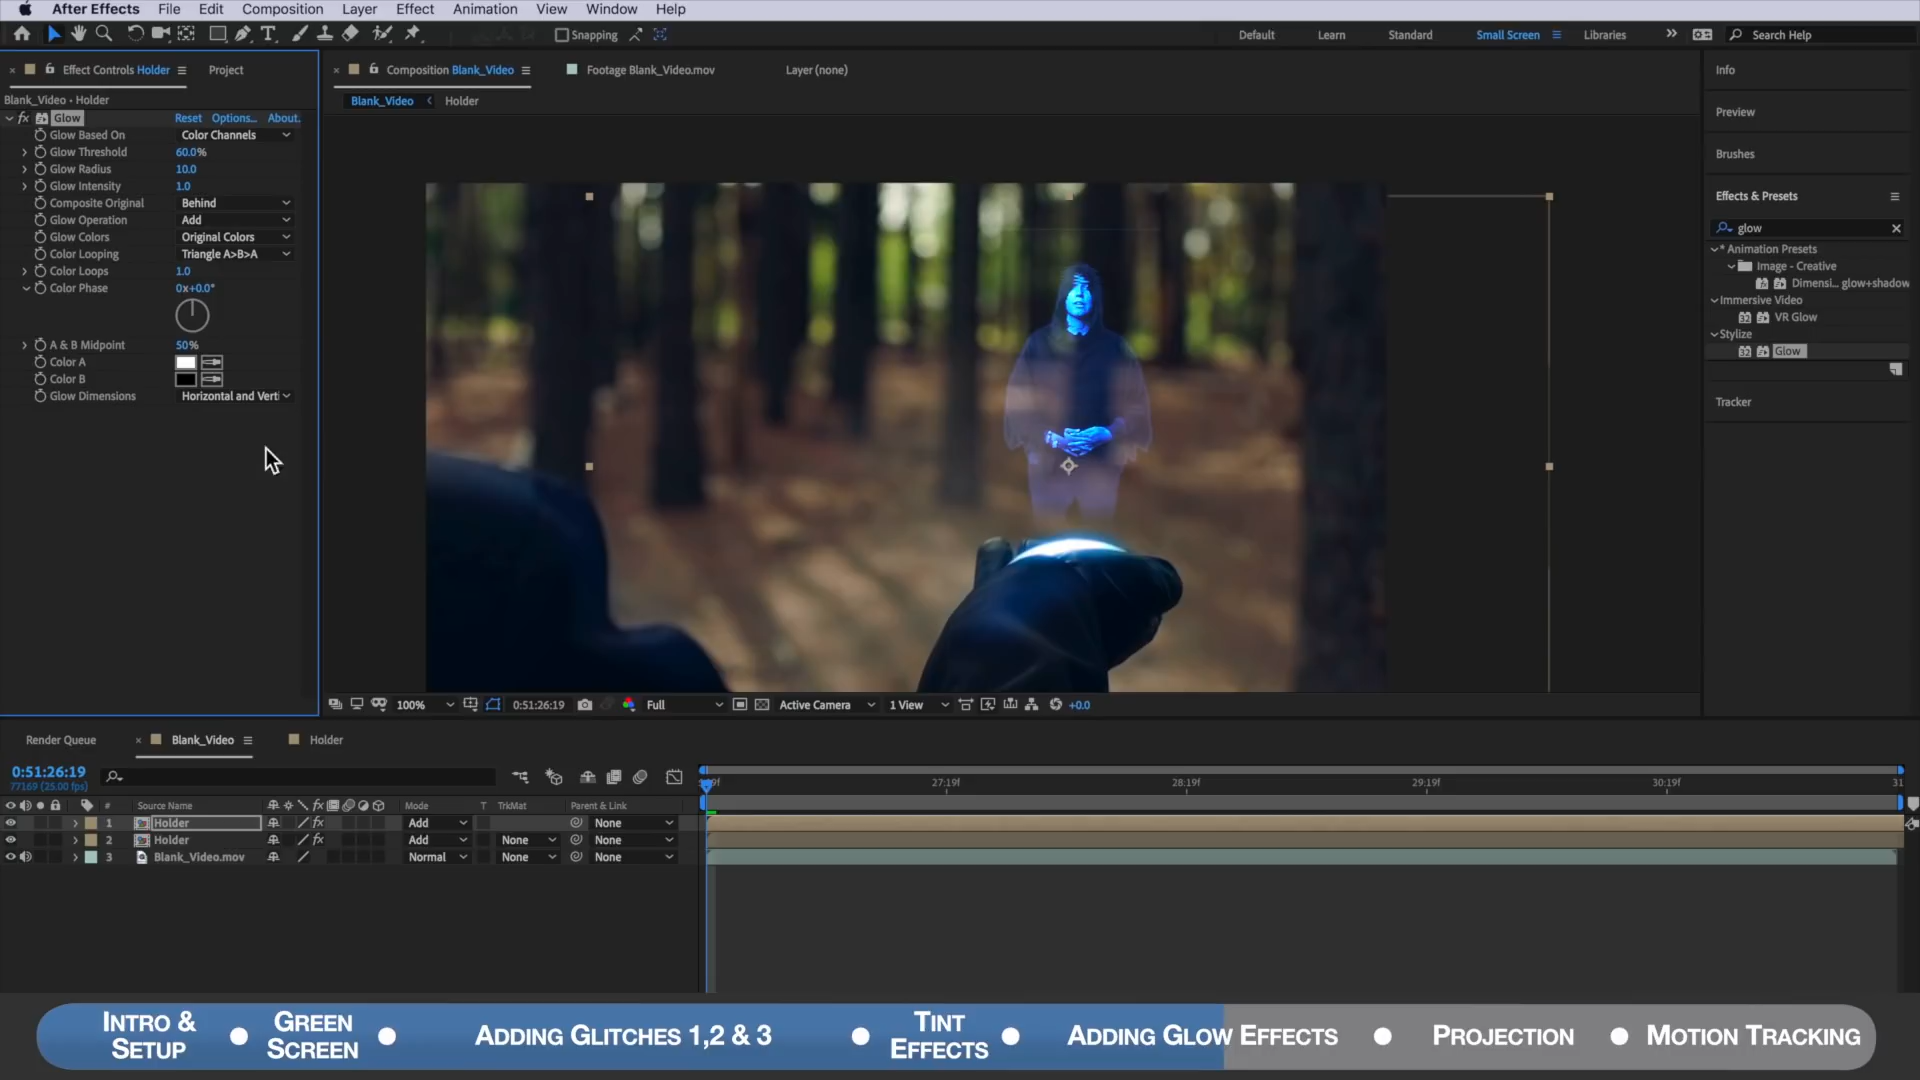 After Effects File Edit Composition Layer Effect Animation View Window Help
Snapping Default Learn Standard Small Screen Libraries Search Help
Effect Controls Holder Project
Blank_Video • Holder
fx Glow Reset Options... About.
Glow Based On Color Channels
Glow Threshold 60.0%
Glow Radius 10.0
Glow Intensity 1.0
Composite Original Behind
Glow Operation Add
Glow Colors Original Colors
Color Looping Triangle A>B>A
Color Loops 1.0
Color Phase 0x+0.0°
A & B Midpoint 50%
Color A
Color B
Glow Dimensions Horizontal and Verti
Composition Blank_Video Footage Blank_Video.mov Layer (none)
Blank_Video Holder
100% 0:51:26:19 Full Active Camera 1 View +0.0
Info
Preview
Brushes
Effects & Presets
glow
* Animation Presets
Image - Creative
Dimensi... glow+shadow
Immersive Video
32 VR Glow
Stylize
32 Glow
Tracker
Render Queue Blank_Video Holder
0:51:26:19
77169 (25.00 fps)
27:19f 28:19f 29:19f 30:19f 31
# Source Name fx Mode T TrkMat Parent & Link
1 Holder fx Add None
2 Holder fx Add None None
3 Blank_Video.mov Normal None None
INTRO & SETUP
GREEN SCREEN
ADDING GLITCHES 1,2 & 3
TINT EFFECTS
ADDING GLOW EFFECTS
PROJECTION
MOTION TRACKING